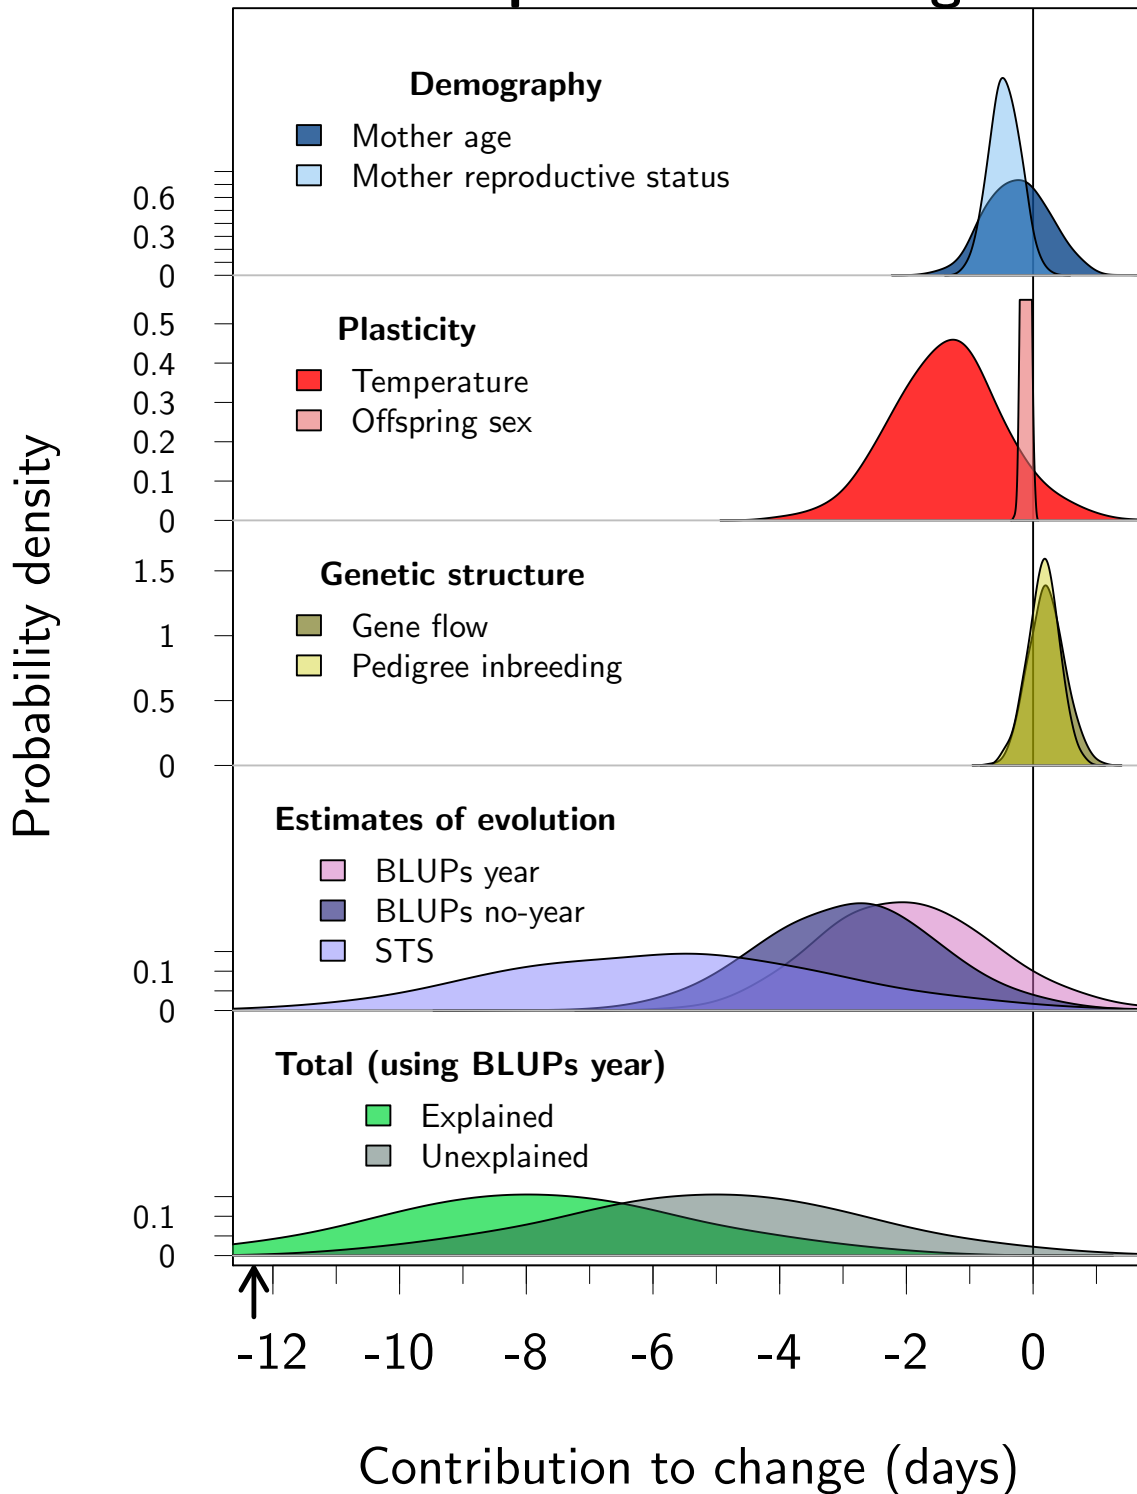 Demography
Mother age
Mother reproductive status
0.6
0.3
0
Plasticity
Temperature
Offspring sex
0.5
0.4
0.3
0.2
0.1
0
Genetic structure
Gene flow
Pedigree inbreeding
1.5
1
0.5
0
Estimates of evolution
BLUPs year
BLUPs no-year
STS
0.1
0
Total (using BLUPs year)
Explained
Unexplained
0.1
0
Probability density
-12 -10 -8 -6 -4 -2 0
Contribution to change (days)